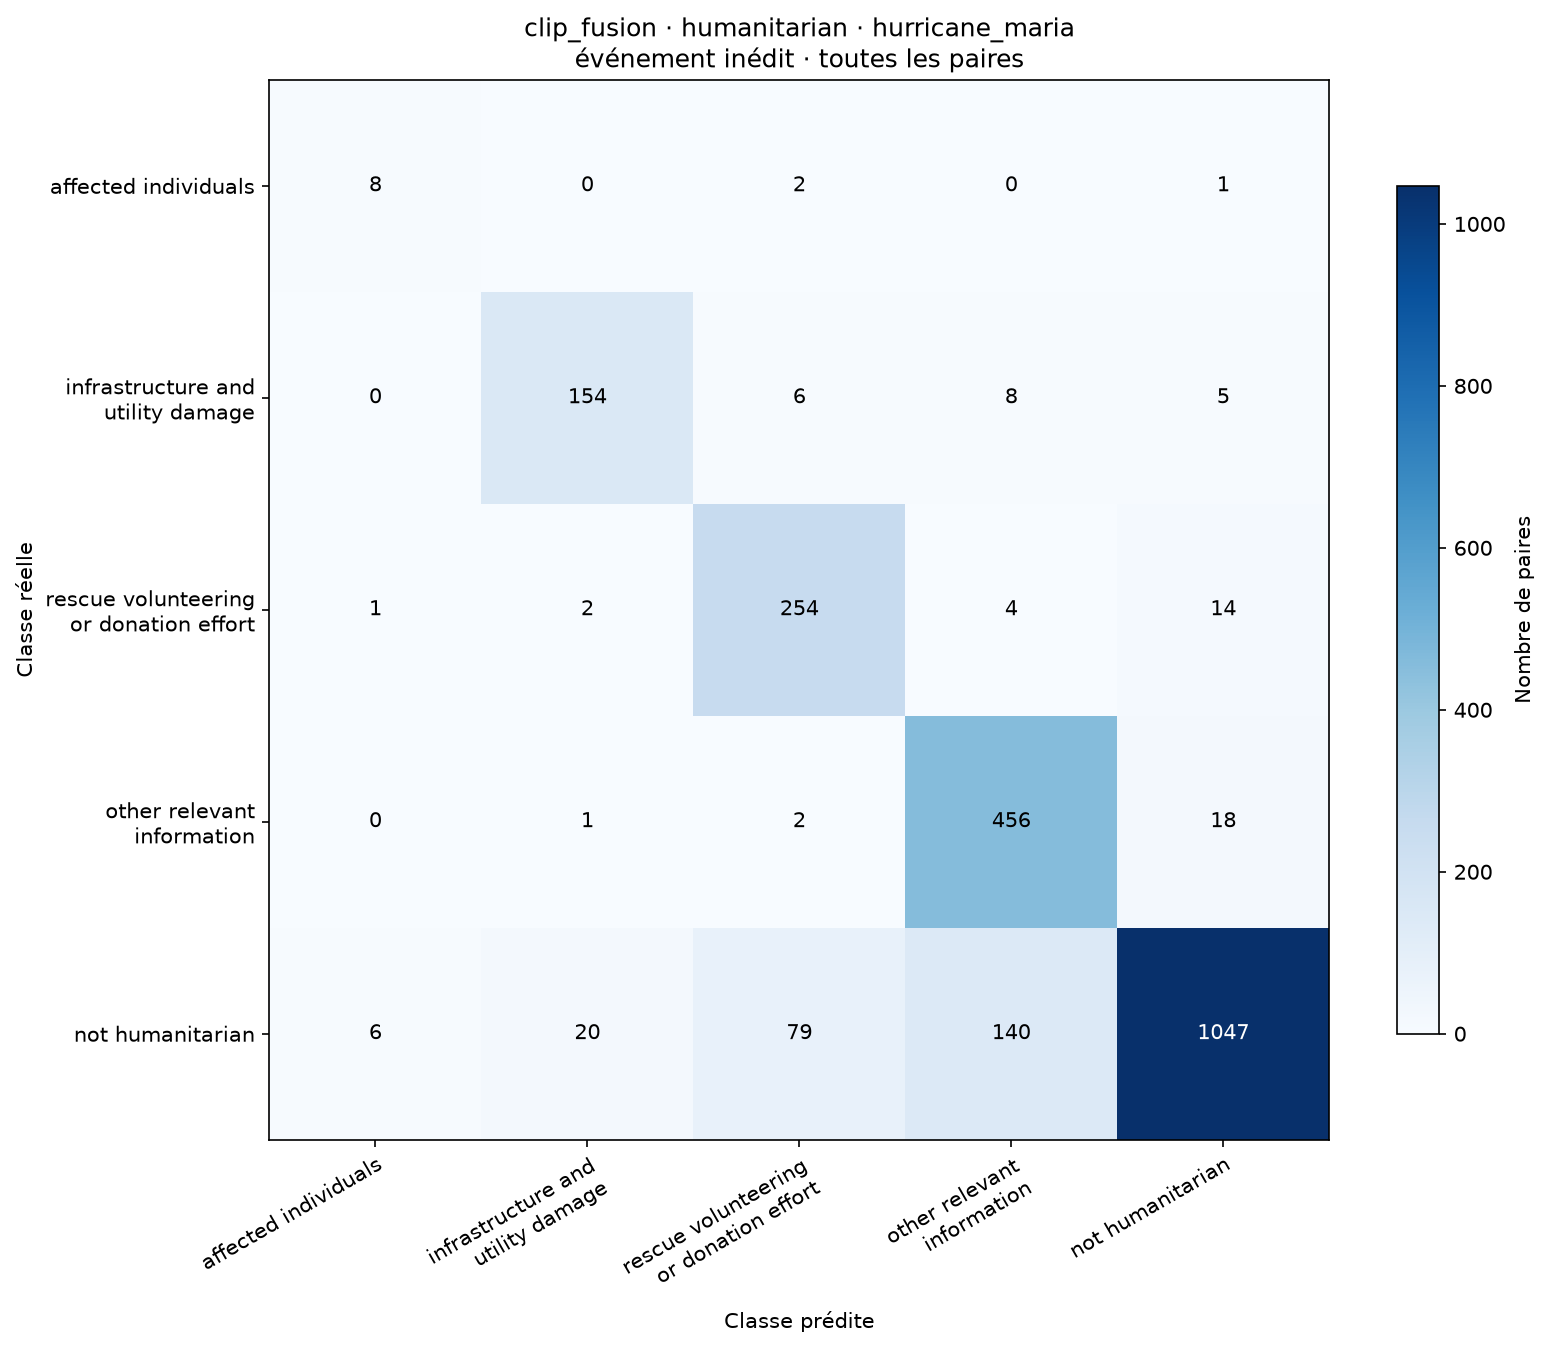 clip_fusion · humanitarian · hurricane_maria
événement inédit · toutes les paires
Classe réelle
affected individuals
8 0 2 0 1
infrastructure and
utility damage
0 154 6 8 5
rescue volunteering
or donation effort
1 2 254 4 14
other relevant
information
0 1 2 456 18
not humanitarian
6 20 79 140 1047
affected individuals
infrastructure and
utility damage
rescue volunteering
or donation effort
other relevant
information
not humanitarian
Classe prédite
1000
800
600
400
200
0
Nombre de paires